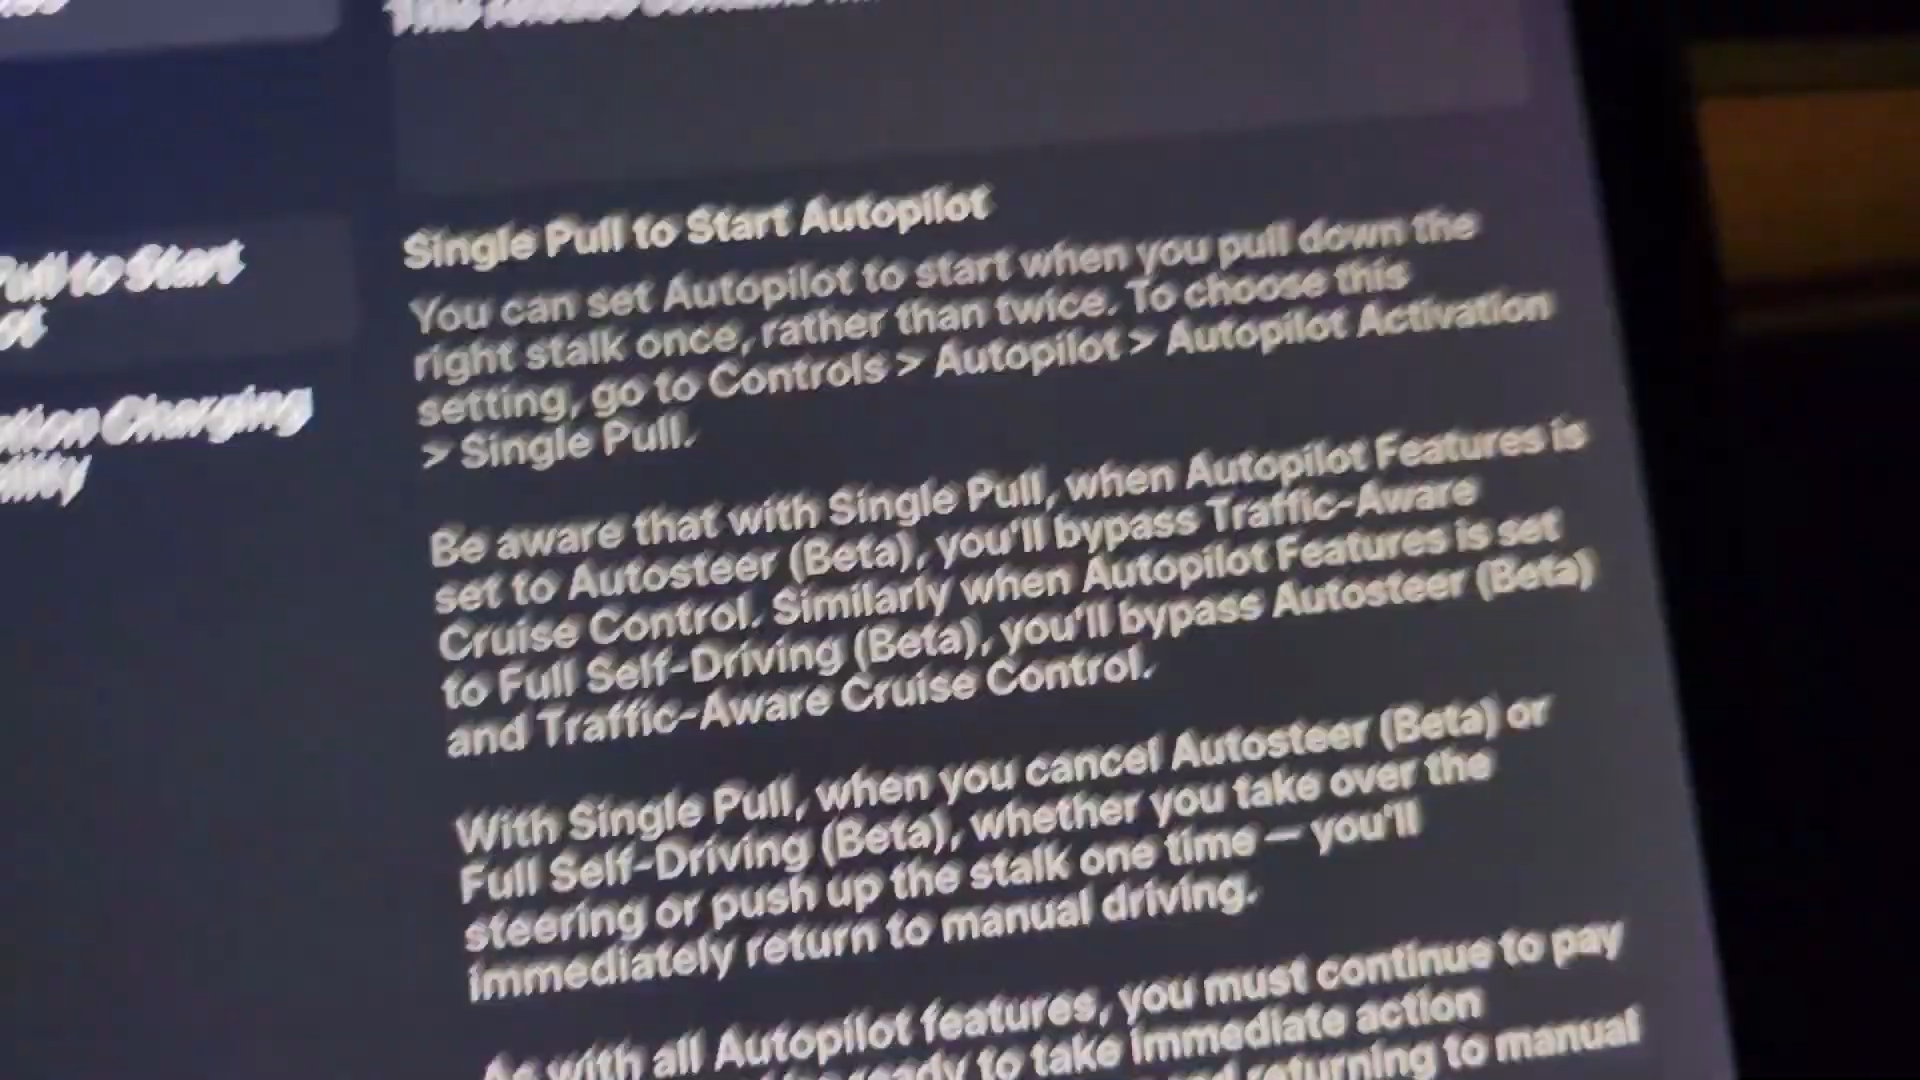 Pull to Start
Charging
Single Pull to Start Autopilot
You can set Autopilot to start when you pull down the
right stalk once, rather than twice. To choose this
setting, go to Controls > Autopilot > Autopilot Activation
> Single Pull.
Be aware that with Single Pull, when Autopilot Features is
set to Autosteer (Beta), you'll bypass Traffic-Aware
Cruise Control. Similarly when Autopilot Features is set
to Full Self-Driving (Beta), you'll bypass Autosteer (Beta)
and Traffic-Aware Cruise Control.
With Single Pull, when you cancel Autosteer (Beta) or
Full Self-Driving (Beta), whether you take over the
steering or push up the stalk one time — you'll
immediately return to manual driving.
As with all Autopilot features, you must continue to pay
ready to take immediate action
returning to manual